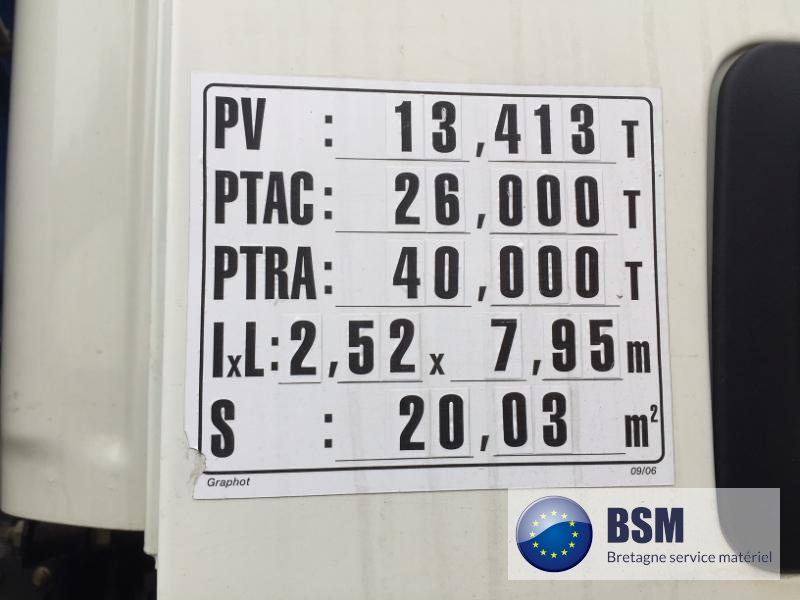 PV : 13,413 T
PTAC : 26,000 T
PTRA : 40,000 T
lxL : 2,52 x 7,95 m
S : 20,03 m²
Graphot 09/06
BSM
Bretagne service matériel